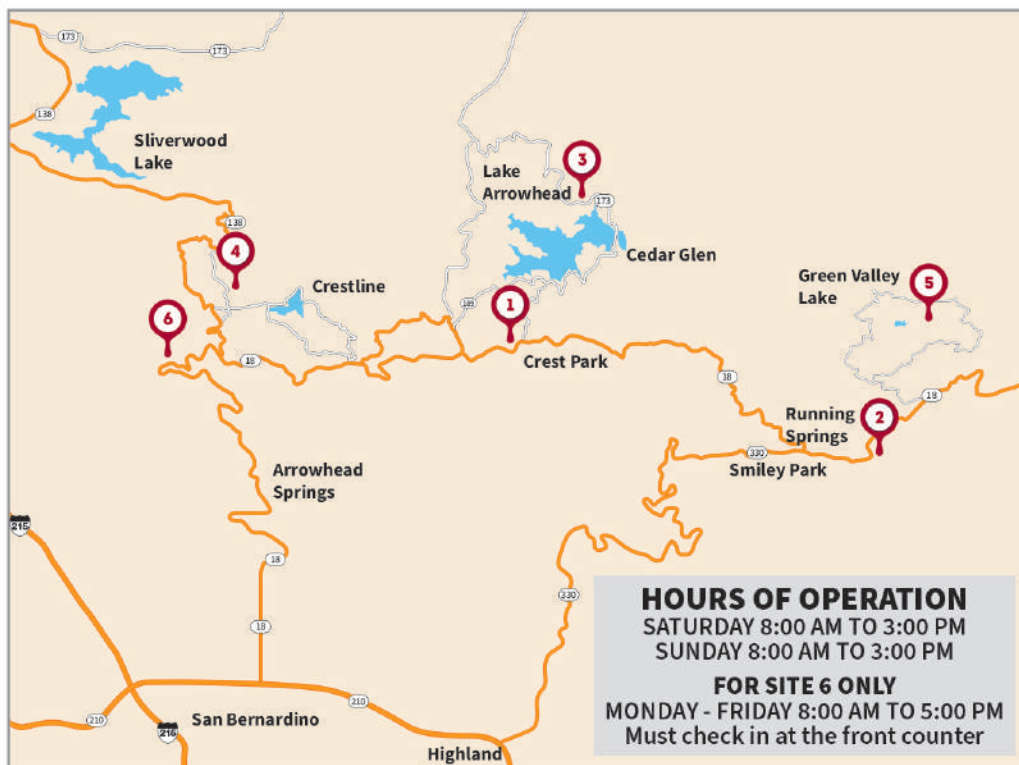 173
173
138
Sliverwood
Lake
Lake
Arrowhead
3
173
138
4
Cedar Glen
Crestline
Green Valley
Lake
5
189
1
6
18
Crest Park
18
18
Running
Springs
2
330
Smiley Park
Arrowhead
Springs
215
18
330
18
210
San Bernardino
215
210
Highland
HOURS OF OPERATION
SATURDAY 8:00 AM TO 3:00 PM
SUNDAY 8:00 AM TO 3:00 PM
FOR SITE 6 ONLY
MONDAY - FRIDAY 8:00 AM TO 5:00 PM
Must check in at the front counter